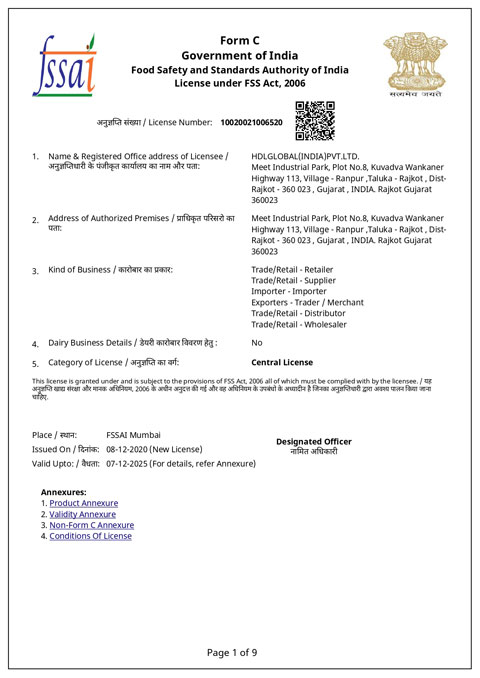 fssai
Form C
Government of India
Food Safety and Standards Authority of India
License under FSS Act, 2006
सत्यमेव जयते
अनुज्ञप्ति संख्या / License Number: 10020021006520
1. Name & Registered Office address of Licensee /
अनुज्ञप्तिधारी के पंजीकृत कार्यालय का नाम और पता:
HDLGLOBAL(INDIA)PVT.LTD.
Meet Industrial Park, Plot No.8, Kuvadva Wankaner
Highway 113, Village - Ranpur ,Taluka - Rajkot , Dist-
Rajkot - 360 023 , Gujarat , INDIA. Rajkot Gujarat
360023
2. Address of Authorized Premises / प्राधिकृत परिसरो का
पता:
Meet Industrial Park, Plot No.8, Kuvadva Wankaner
Highway 113, Village - Ranpur ,Taluka - Rajkot , Dist-
Rajkot - 360 023 , Gujarat , INDIA. Rajkot Gujarat
360023
3. Kind of Business / कारोबार का प्रकार:
Trade/Retail - Retailer
Trade/Retail - Supplier
Importer - Importer
Exporters - Trader / Merchant
Trade/Retail - Distributor
Trade/Retail - Wholesaler
4. Dairy Business Details / डेयरी कारोबार विवरण हेतु : No
5. Category of License / अनुज्ञप्ति का वर्ग: Central License
This license is granted under and is subject to the provisions of FSS Act, 2006 all of which must be complied with by the licensee. / यह
अनुज्ञप्ति खाद्य संरक्षा और मानक अधिनियम, 2006 के अधीन अनुदत्त की गई और वह अधिनियम के उपबंधों के अध्यादीन है जिनका अनुज्ञप्तिधारी द्वारा अवश्य पालन किया जाना
चाहिए.
Place / स्थान: FSSAI Mumbai
Issued On / दिनांक: 08-12-2020 (New License)
Valid Upto: / वैधता: 07-12-2025 (For details, refer Annexure)
Designated Officer
नामित अधिकारी
Annexures:
1. Product Annexure
2. Validity Annexure
3. Non-Form C Annexure
4. Conditions Of License
Page 1 of 9